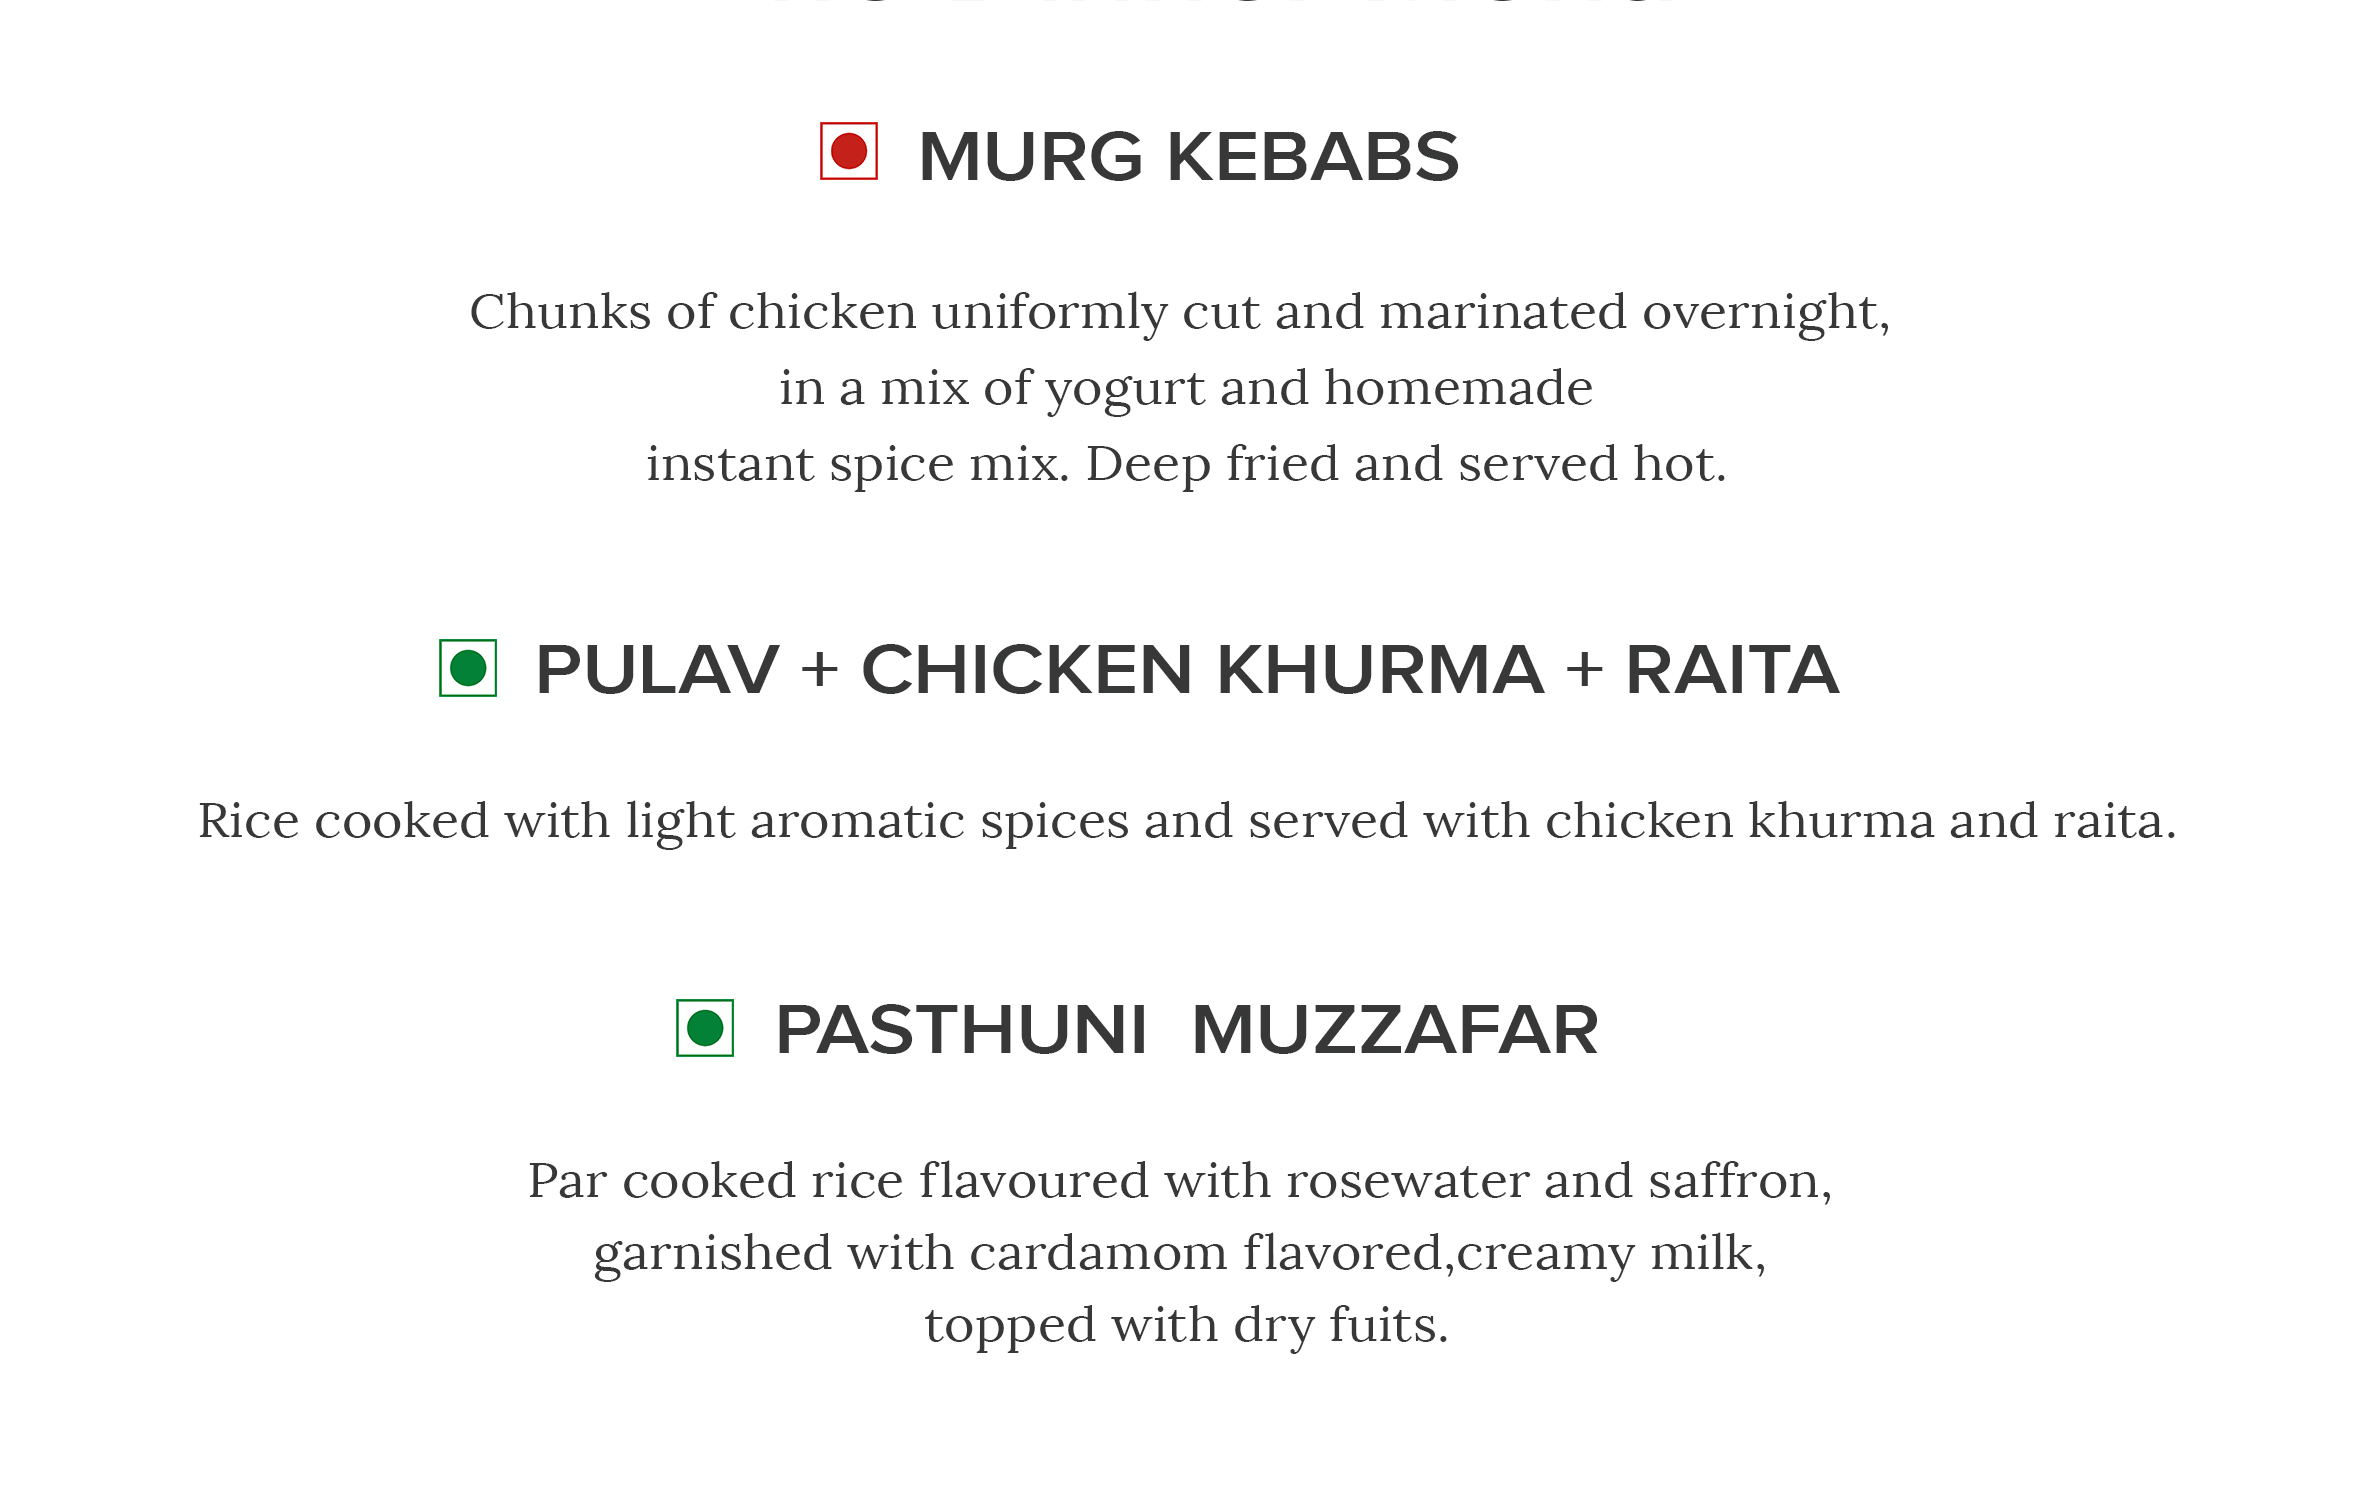 MURG KEBABS
Chunks of chicken uniformly cut and marinated overnight,
in a mix of yogurt and homemade
instant spice mix. Deep fried and served hot.
PULAV + CHICKEN KHURMA + RAITA
Rice cooked with light aromatic spices and served with chicken khurma and raita.
PASTHUNI MUZZAFAR
Par cooked rice flavoured with rosewater and saffron,
garnished with cardamom flavored,creamy milk,
topped with dry fuits.